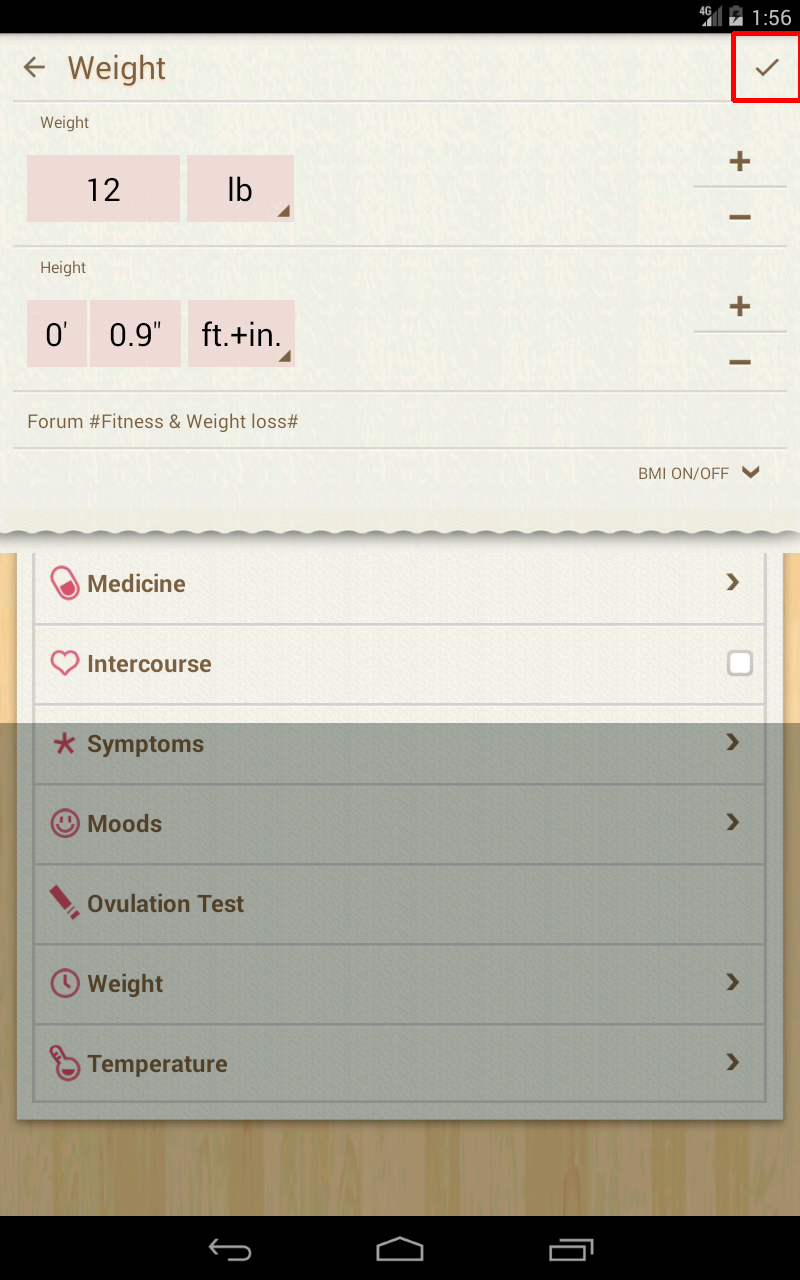 4G 1:56
Weight
Weight
12 lb
Height
0' 0.9" ft.+in.
Forum #Fitness & Weight loss#
BMI ON/OFF
Medicine
Intercourse
Symptoms
Moods
Ovulation Test
Weight
Temperature